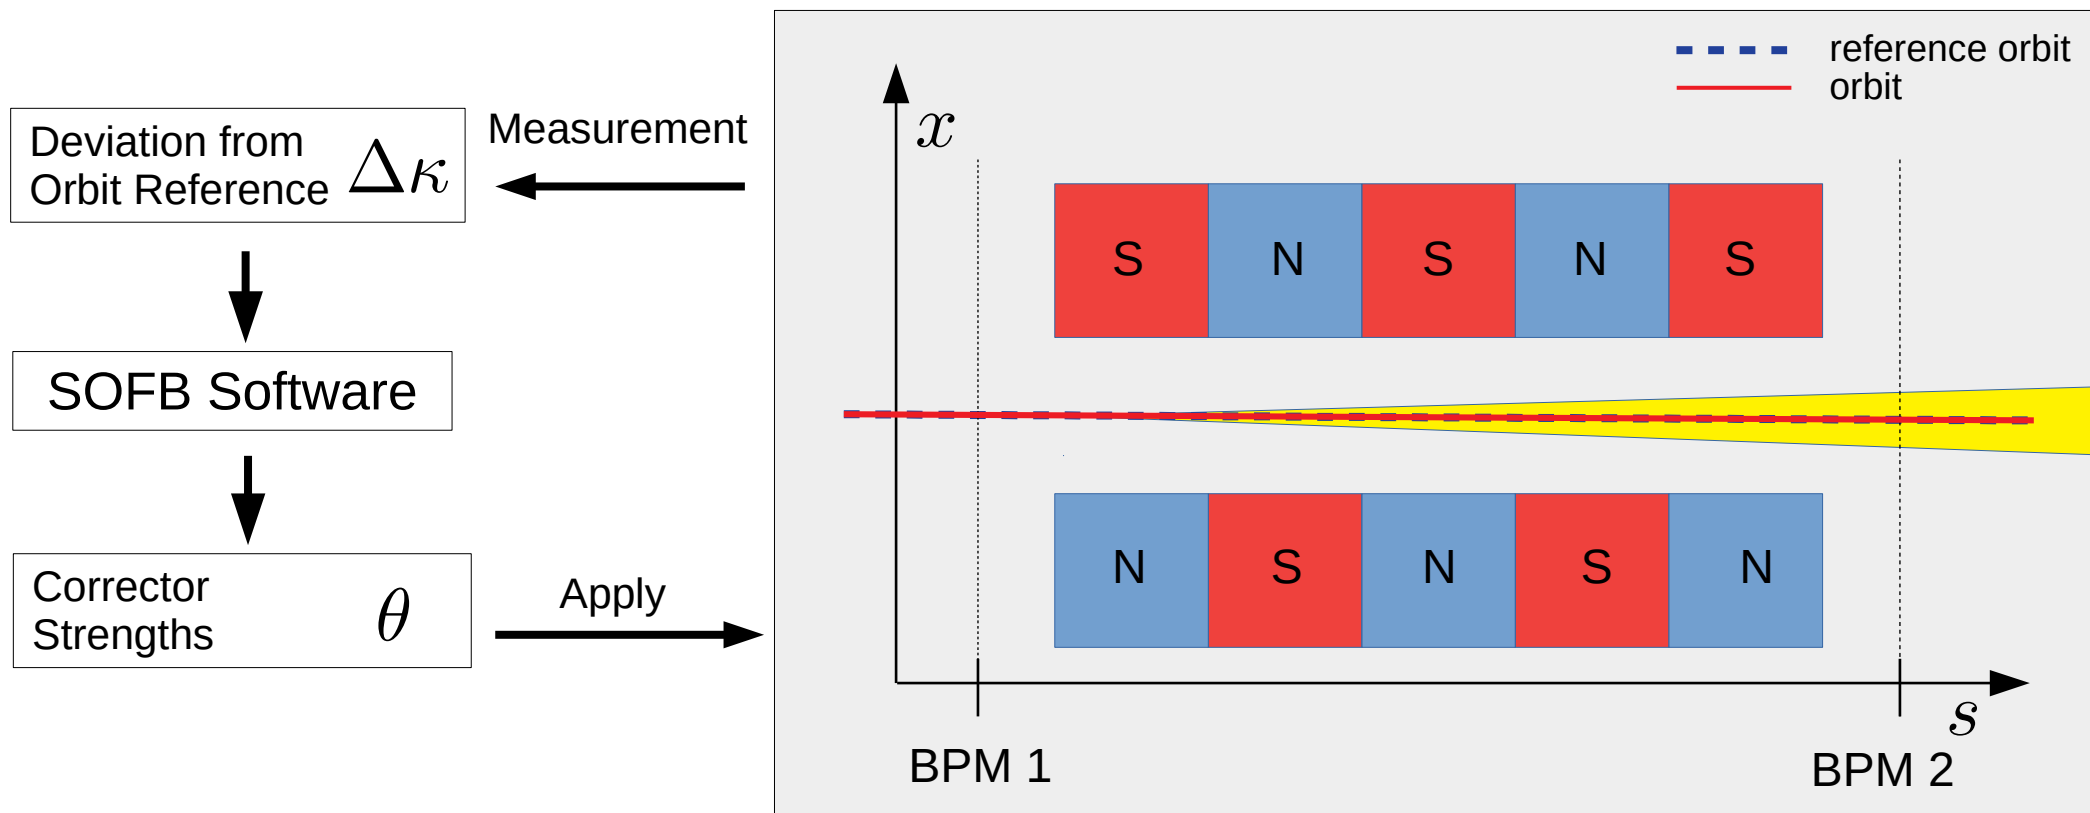 Deviation from
Orbit Reference Δκ
Measurement
SOFB Software
Corrector
Strengths θ
Apply
reference orbit
orbit
x
S N S N S
N S N S N
s
BPM 1
BPM 2